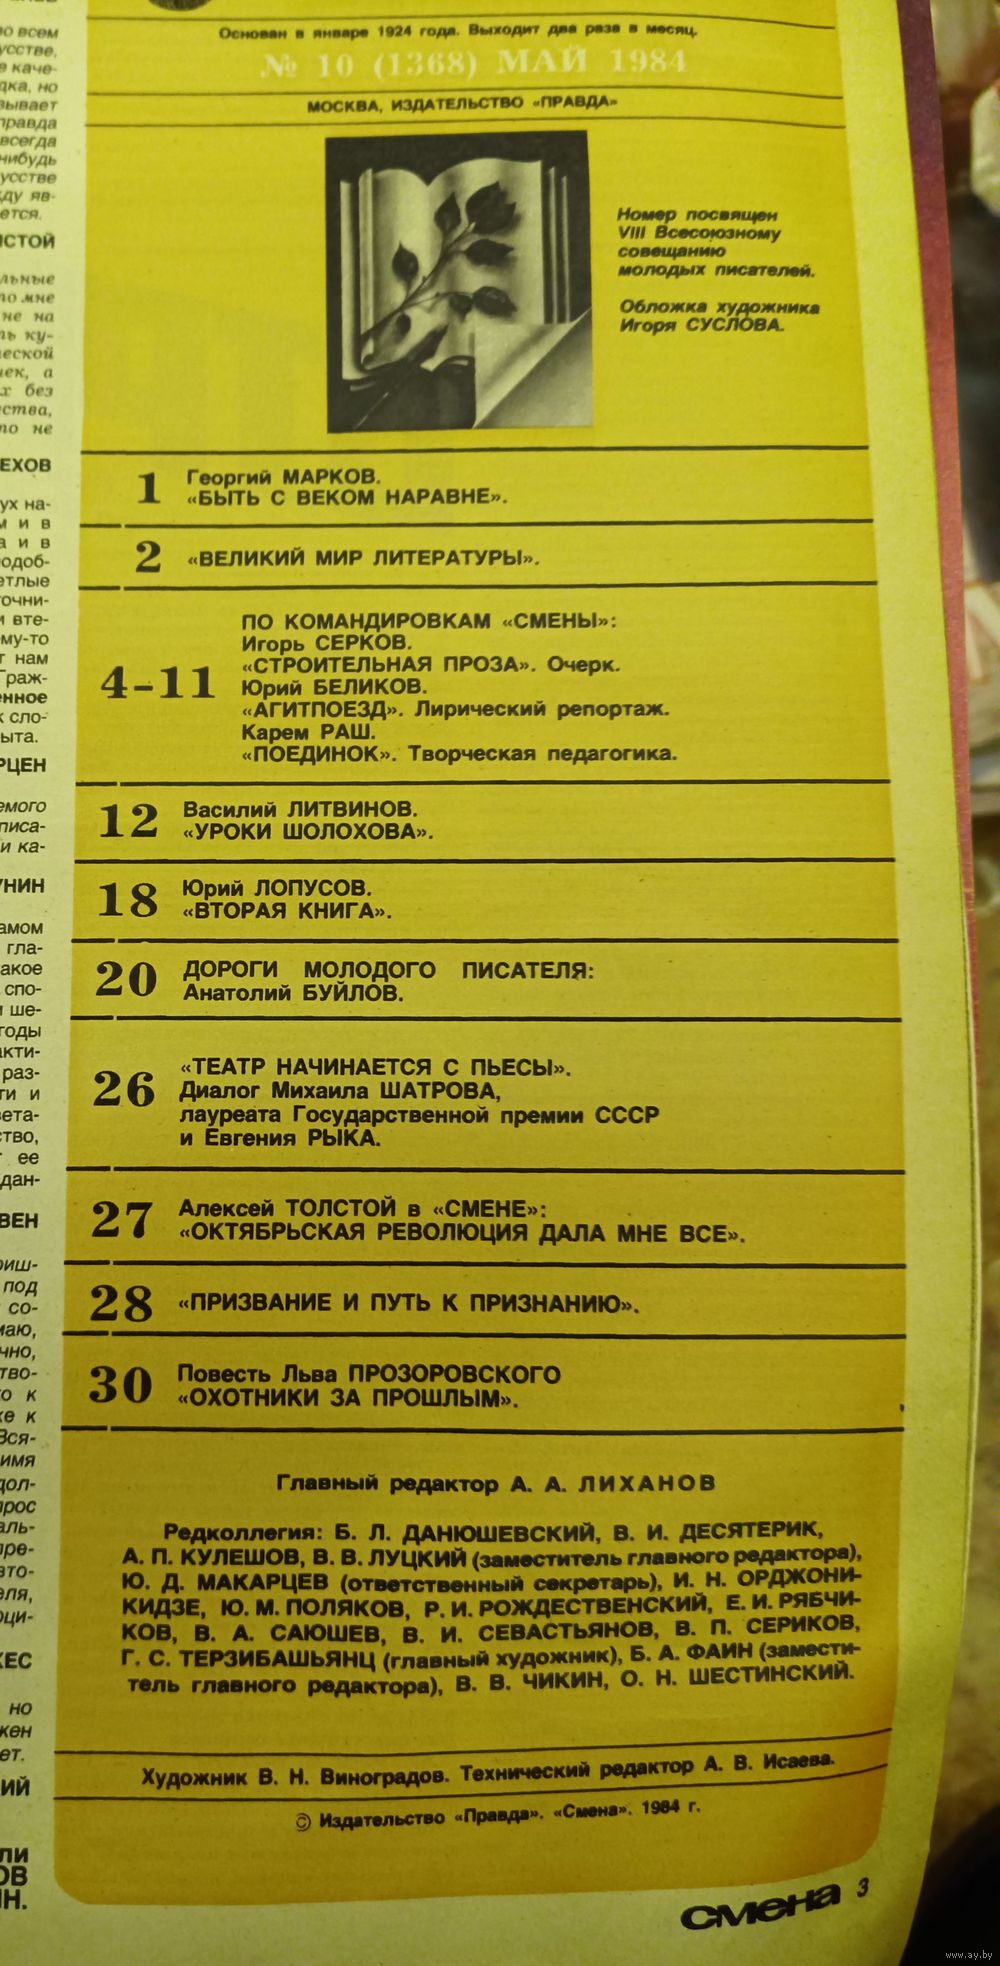 Основан в январе 1924 года. Выходит два раза в месяц.
№ 10 (1368) МАЙ 1984
МОСКВА, ИЗДАТЕЛЬСТВО «ПРАВДА»
Номер посвящен
VIII Всесоюзному
совещанию
молодых писателей.
Обложка художника
Игоря СУСЛОВА.
1
Георгий МАРКОВ.
«БЫТЬ С ВЕКОМ НАРАВНЕ».
2 «ВЕЛИКИЙ МИР ЛИТЕРАТУРЫ».
4-11
ПО КОМАНДИРОВКАМ «СМЕНЫ»:
Игорь СЕРКОВ.
«СТРОИТЕЛЬНАЯ ПРОЗА». Очерк.
Юрий БЕЛИКОВ.
«АГИТПОЕЗД». Лирический репортаж.
Карем РАШ.
«ПОЕДИНОК». Творческая педагогика.
12
Василий ЛИТВИНОВ.
«УРОКИ ШОЛОХОВА».
18
Юрий ЛОПУСОВ.
«ВТОРАЯ КНИГА».
20
ДОРОГИ МОЛОДОГО ПИСАТЕЛЯ:
Анатолий БУЙЛОВ.
26
«ТЕАТР НАЧИНАЕТСЯ С ПЬЕСЫ».
Диалог Михаила ШАТРОВА,
лауреата Государственной премии СССР
и Евгения РЫКА.
27
Алексей ТОЛСТОЙ в «СМЕНЕ»:
«ОКТЯБРЬСКАЯ РЕВОЛЮЦИЯ ДАЛА МНЕ ВСЕ».
28 «ПРИЗВАНИЕ И ПУТЬ К ПРИЗНАНИЮ».
30
Повесть Льва ПРОЗОРОВСКОГО
«ОХОТНИКИ ЗА ПРОШЛЫМ».
Главный редактор А. А. ЛИХАНОВ
Редколлегия: Б. Л. ДАНЮШЕВСКИЙ, В. И. ДЕСЯТЕРИК,
А. П. КУЛЕШОВ, В. В. ЛУЦКИЙ (заместитель главного редактора),
Ю. Д. МАКАРЦЕВ (ответственный секретарь), И. Н. ОРДЖОНИ-
КИДЗЕ, Ю. М. ПОЛЯКОВ, Р. И. РОЖДЕСТВЕНСКИЙ, Е. И. РЯБЧИ-
КОВ, В. А. САЮШЕВ, В. И. СЕВАСТЬЯНОВ, В. П. СЕРИКОВ,
Г. С. ТЕРЗИБАШЬЯНЦ (главный художник), Б. А. ФАИН (замести-
тель главного редактора), В. В. ЧИКИН, О. Н. ШЕСТИНСКИЙ.
Художник В. Н. Виноградов. Технический редактор А. В. Исаева.
© Издательство «Правда». «Смена». 1984 г.
смена 3
www.ay.by